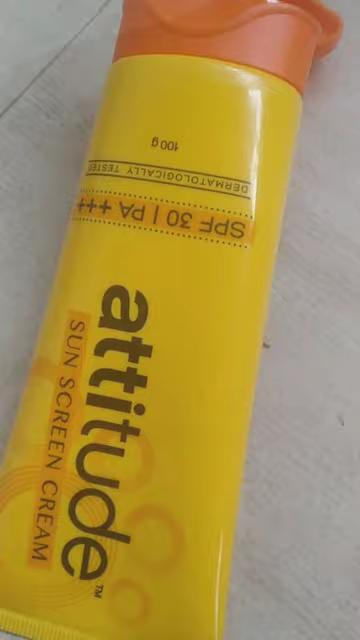 attitude™
SUN SCREEN CREAM
SPF 30 | PA +++
DERMATOLOGICALLY TESTED
100 g